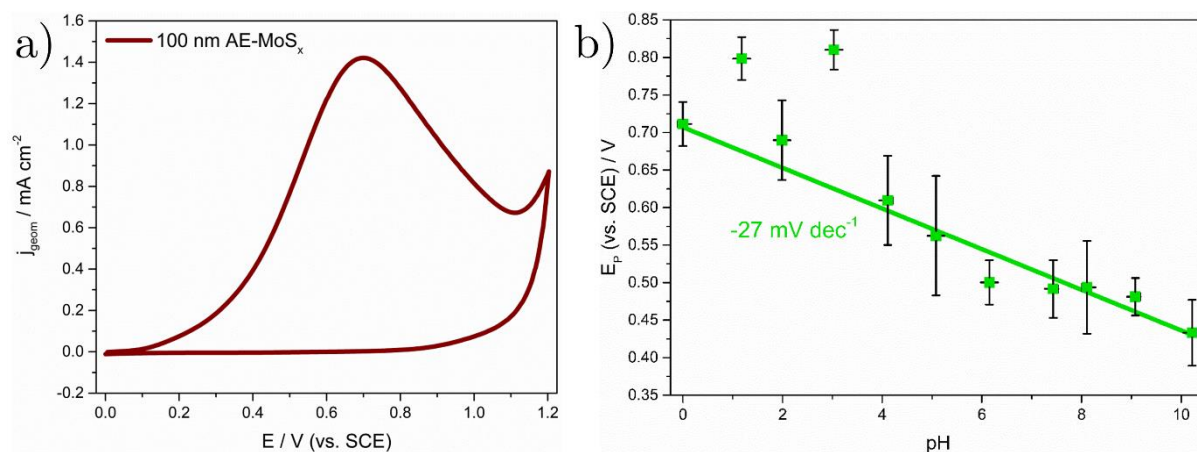 a)
100 nm AE-MoSₓ
1.6
1.4
1.2
1.0
0.8
0.6
0.4
0.2
0.0
-0.2
j_geom / mA cm⁻²
0.0 0.2 0.4 0.6 0.8 1.0 1.2
E / V (vs. SCE)
b)
0.85
0.80
0.75
0.70
0.65
0.60
0.55
0.50
0.45
0.40
0.35
E_P (vs. SCE) / V
-27 mV dec⁻¹
0 2 4 6 8 10
pH